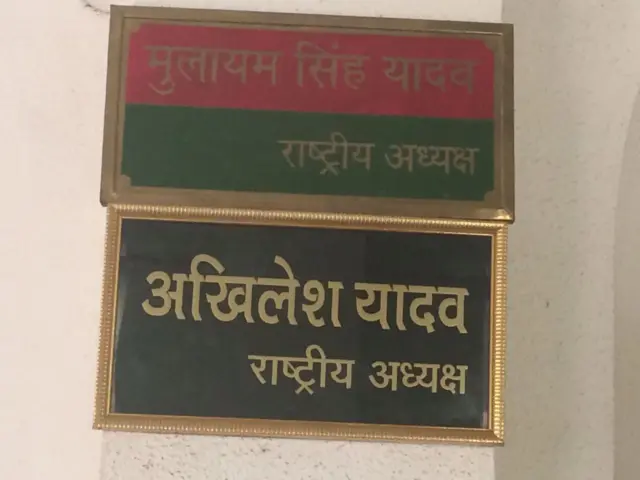 मुलायम सिंह यादव
राष्ट्रीय अध्यक्ष
अखिलेश यादव
राष्ट्रीय अध्यक्ष